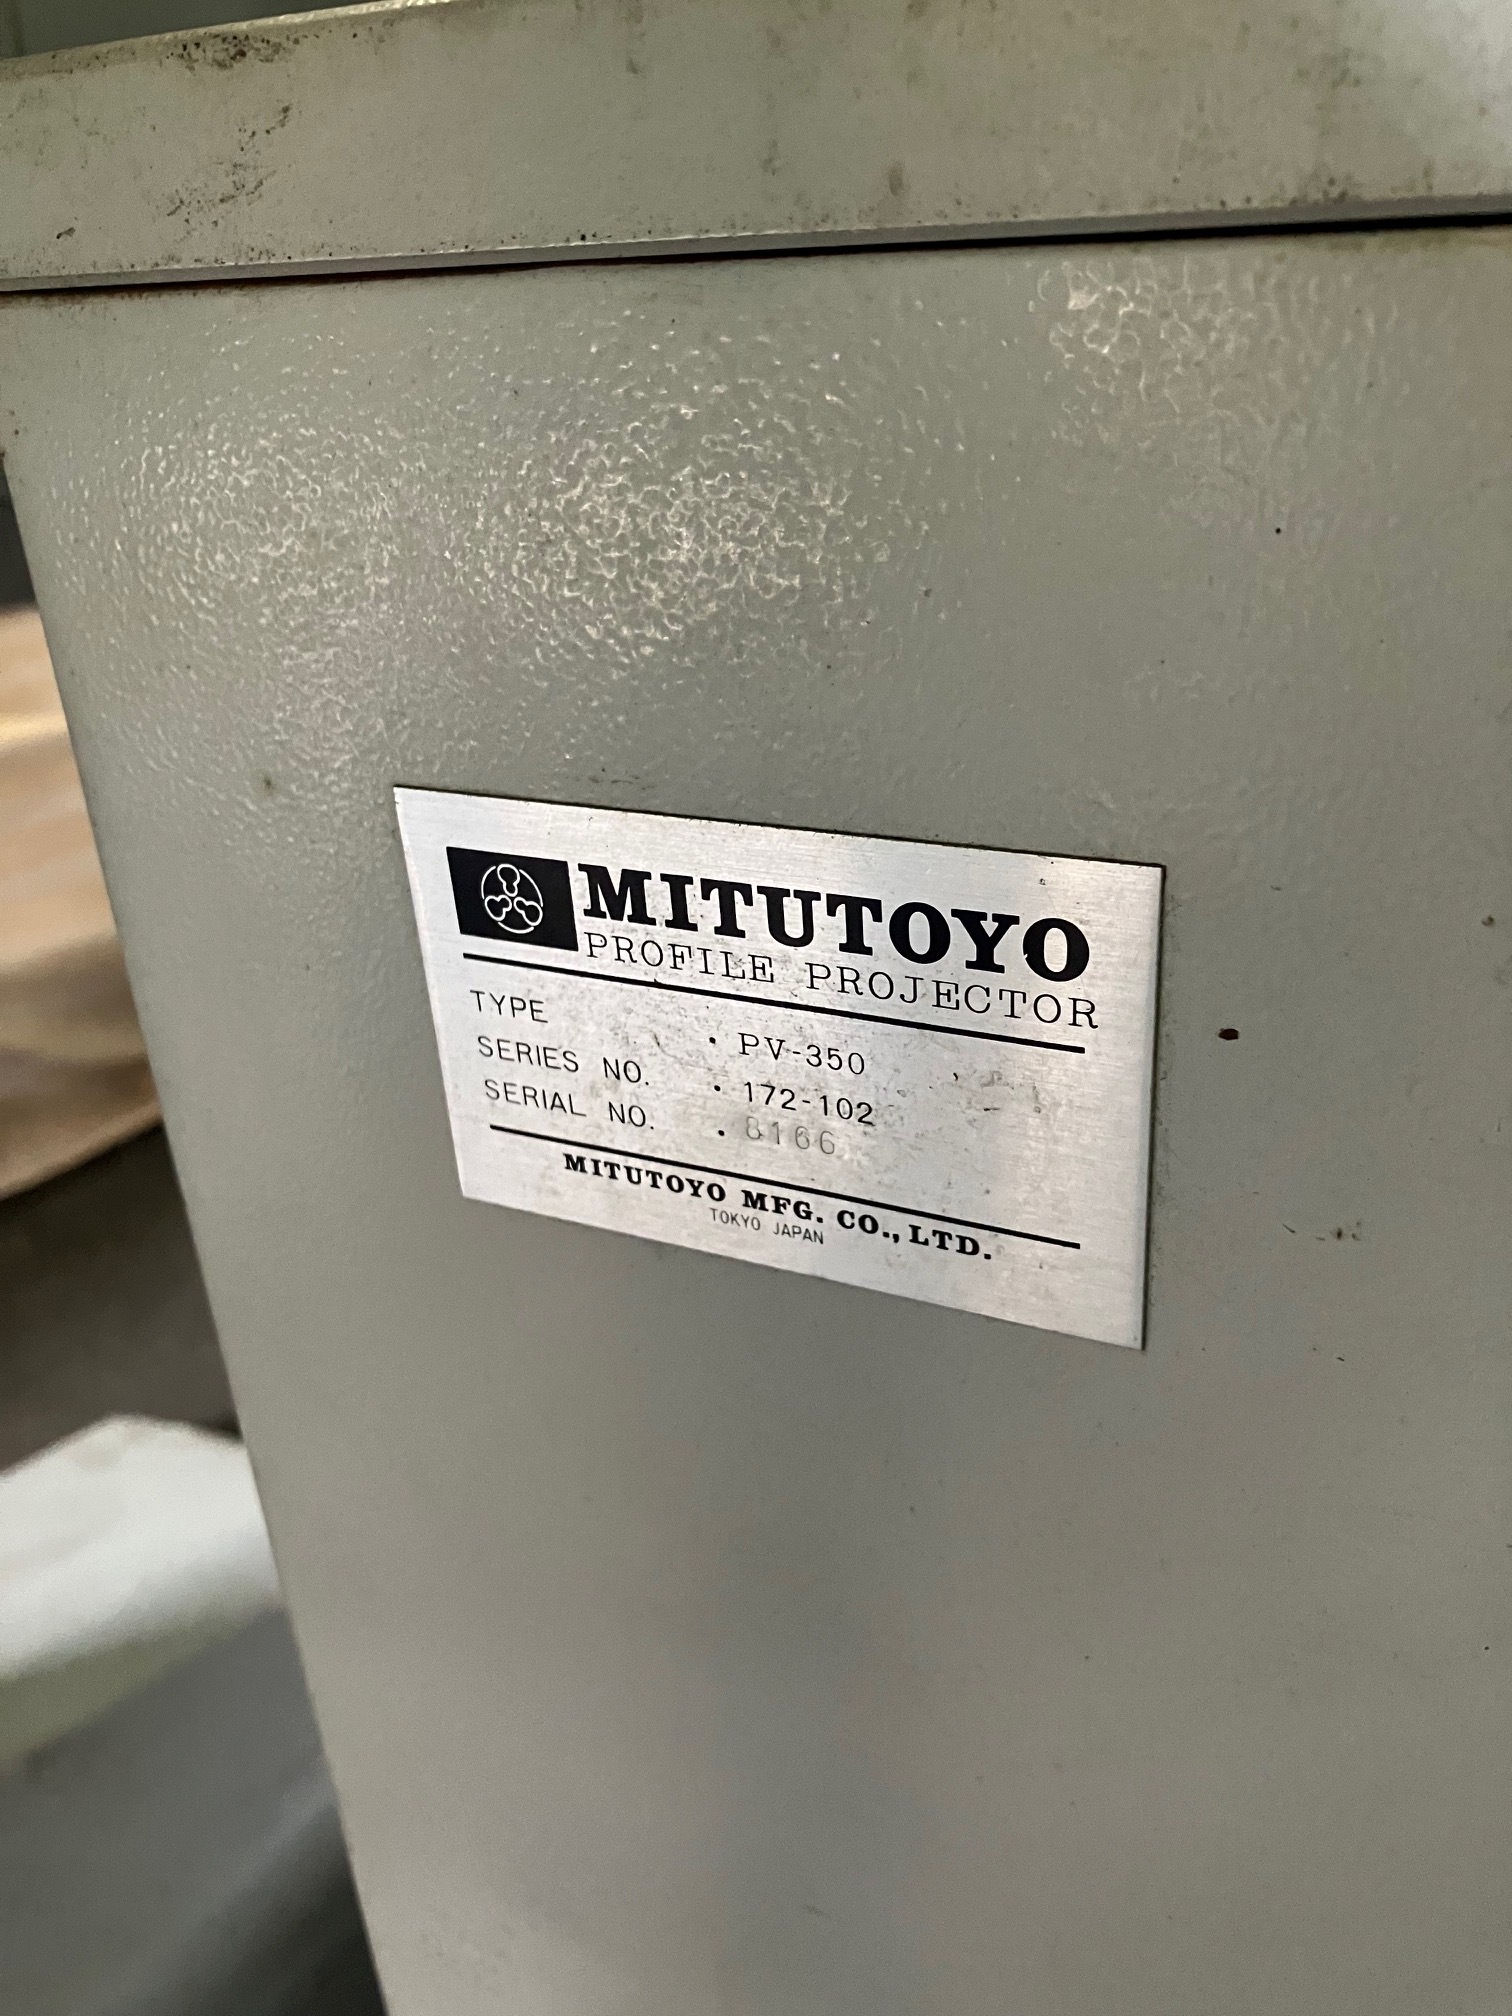 MITUTOYO
PROFILE PROJECTOR
TYPE · PV-350
SERIES NO. · 172-102
SERIAL NO. · 8166
MITUTOYO MFG. CO., LTD.
TOKYO JAPAN